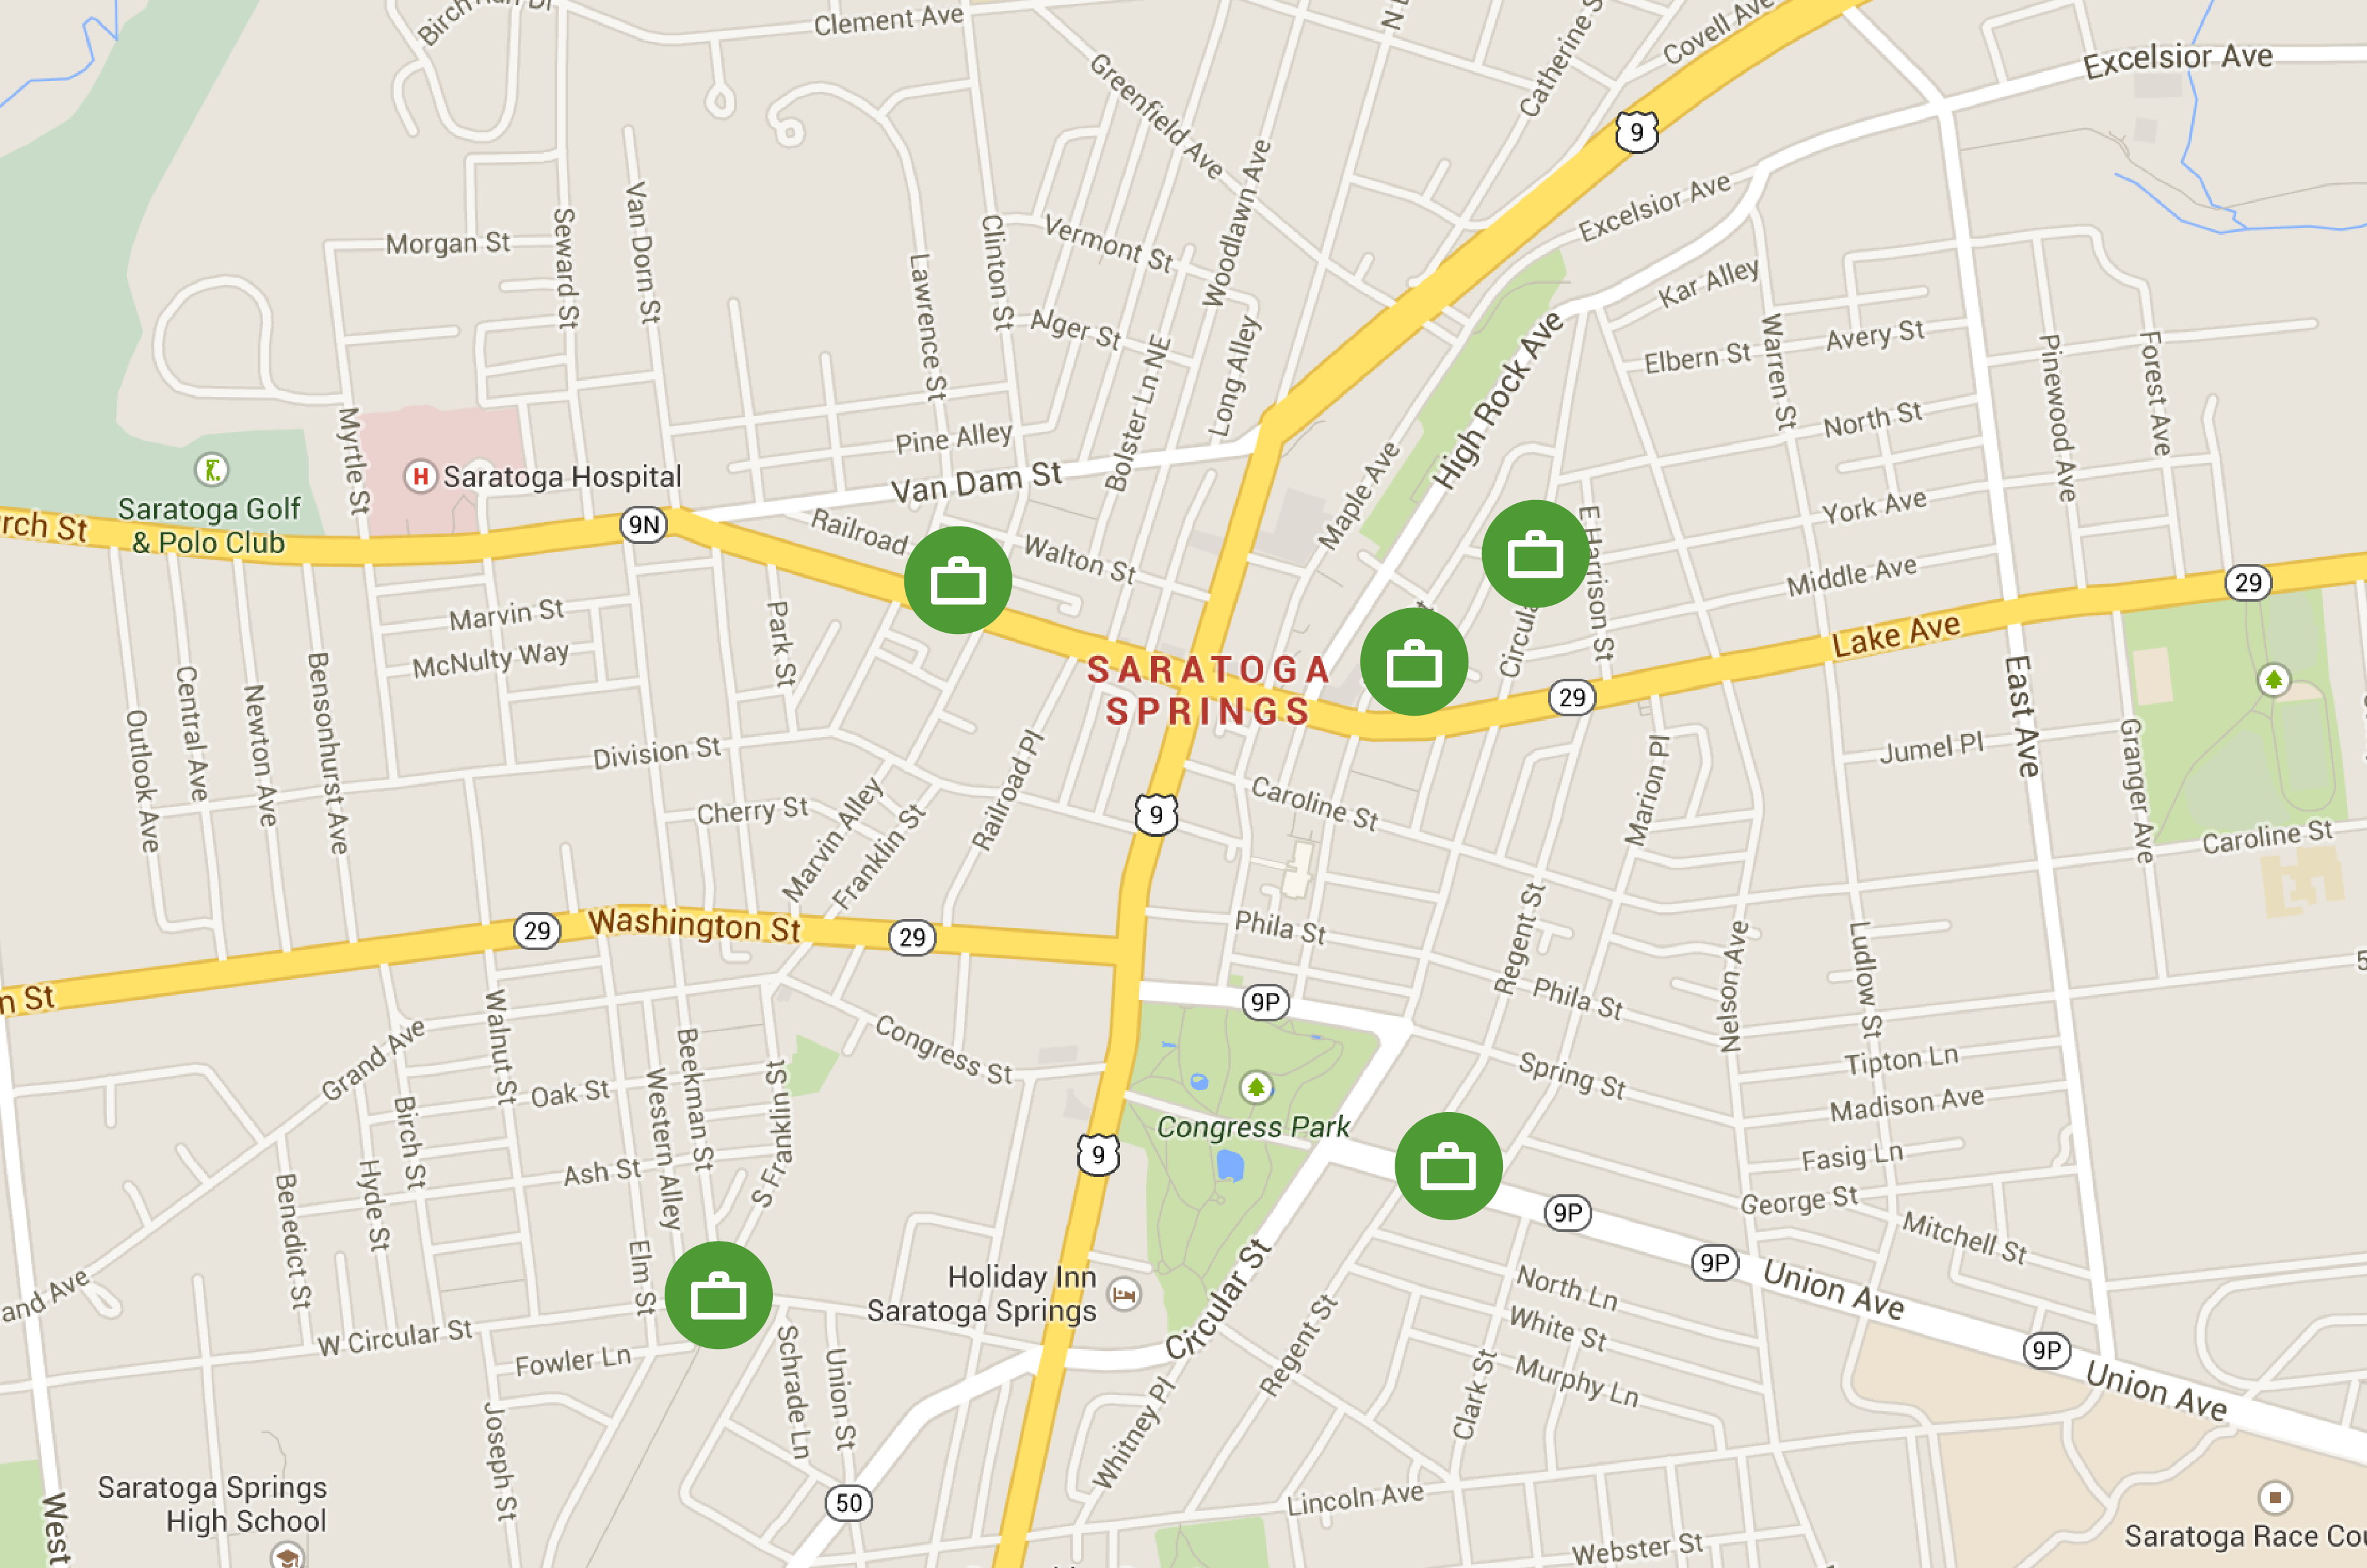 Clement Ave
Covell Ave
Excelsior Ave
Greenfield Ave
9
Excelsior Ave
Morgan St
Seward St
Van Dorn St
Clinton St
Vermont St
Woodlawn Ave
Kar Alley
Lawrence St
Alger St
Bolster Ln NE
Long Alley
High Rock Ave
Elbern St
Warren St
Avery St
Pinewood Ave
Forest Ave
North St
Myrtle St
Saratoga Hospital
H
Pine Alley
Van Dam St
Maple Ave
York Ave
Saratoga Golf
& Polo Club
9N
Railroad
Walton St
E Harrison St
Middle Ave
29
Marvin St
McNulty Way
Park St
SARATOGA
SPRINGS
29
Lake Ave
East Ave
Outlook Ave
Central Ave
Newton Ave
Bensonhurst Ave
Division St
Cherry St
Marvin Alley
Franklin St
Railroad Pl
9
Caroline St
Marion Pl
Jumel Pl
Granger Ave
Caroline St
29
Washington St
29
Phila St
Regent St
Phila St
Nelson Ave
Ludlow St
9P
Grand Ave
Walnut St
Oak St
Western Alley
Beekman St
Congress St
Congress Park
Spring St
Tipton Ln
Madison Ave
Fasig Ln
George St
Mitchell St
Birch St
Hyde St
Benedict St
Ash St
Elm St
S Franklin St
9
9P
9P
Union Ave
9P
Union Ave
Holiday Inn
Saratoga Springs
Circular St
Regent St
North Ln
White St
Murphy Ln
Clark St
W Circular St
Fowler Ln
Schrade Ln
Union St
Joseph St
Whitney Pl
Lincoln Ave
50
Saratoga Springs
High School
West
Webster St
Saratoga Race Cou